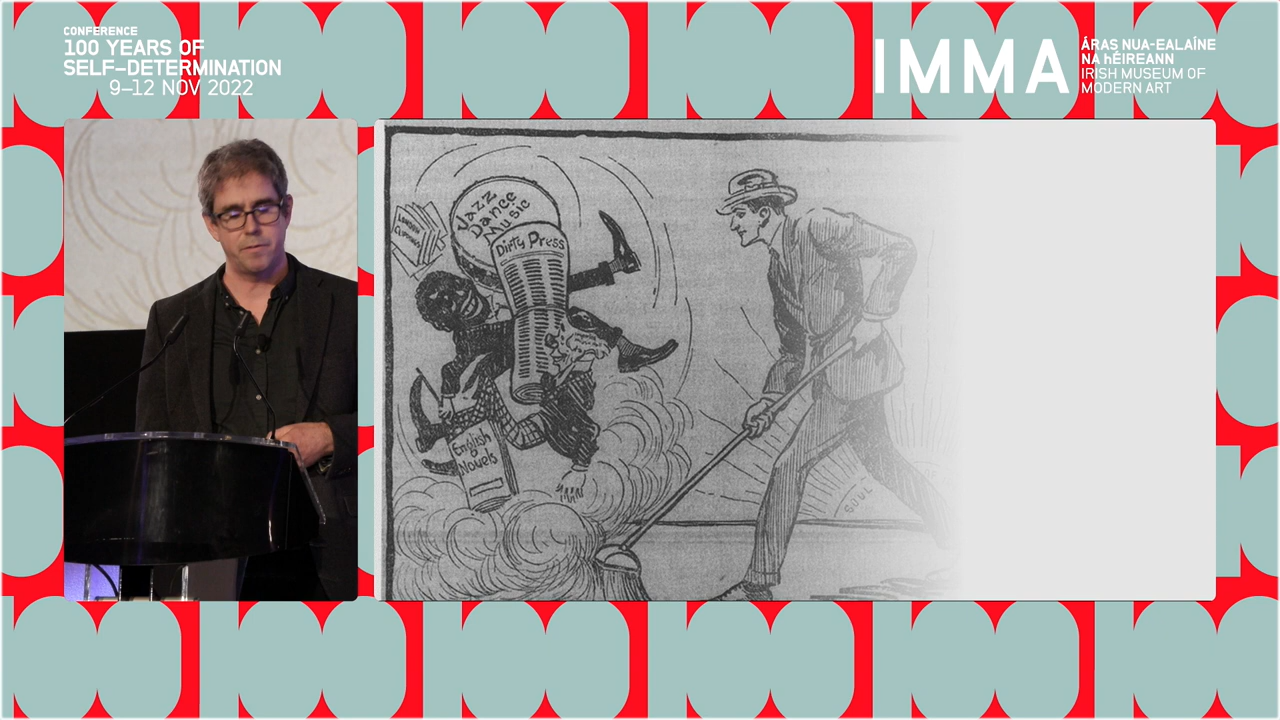 CONFERENCE
100 YEARS OF
SELF–DETERMINATION
9–12 NOV 2022
IMMA
ÁRAS NUA-EALAÍNE
NA hÉIREANN
IRISH MUSEUM OF
MODERN ART
Jazz
Dance
Music
Dirty Press
English
Novels
SOUL